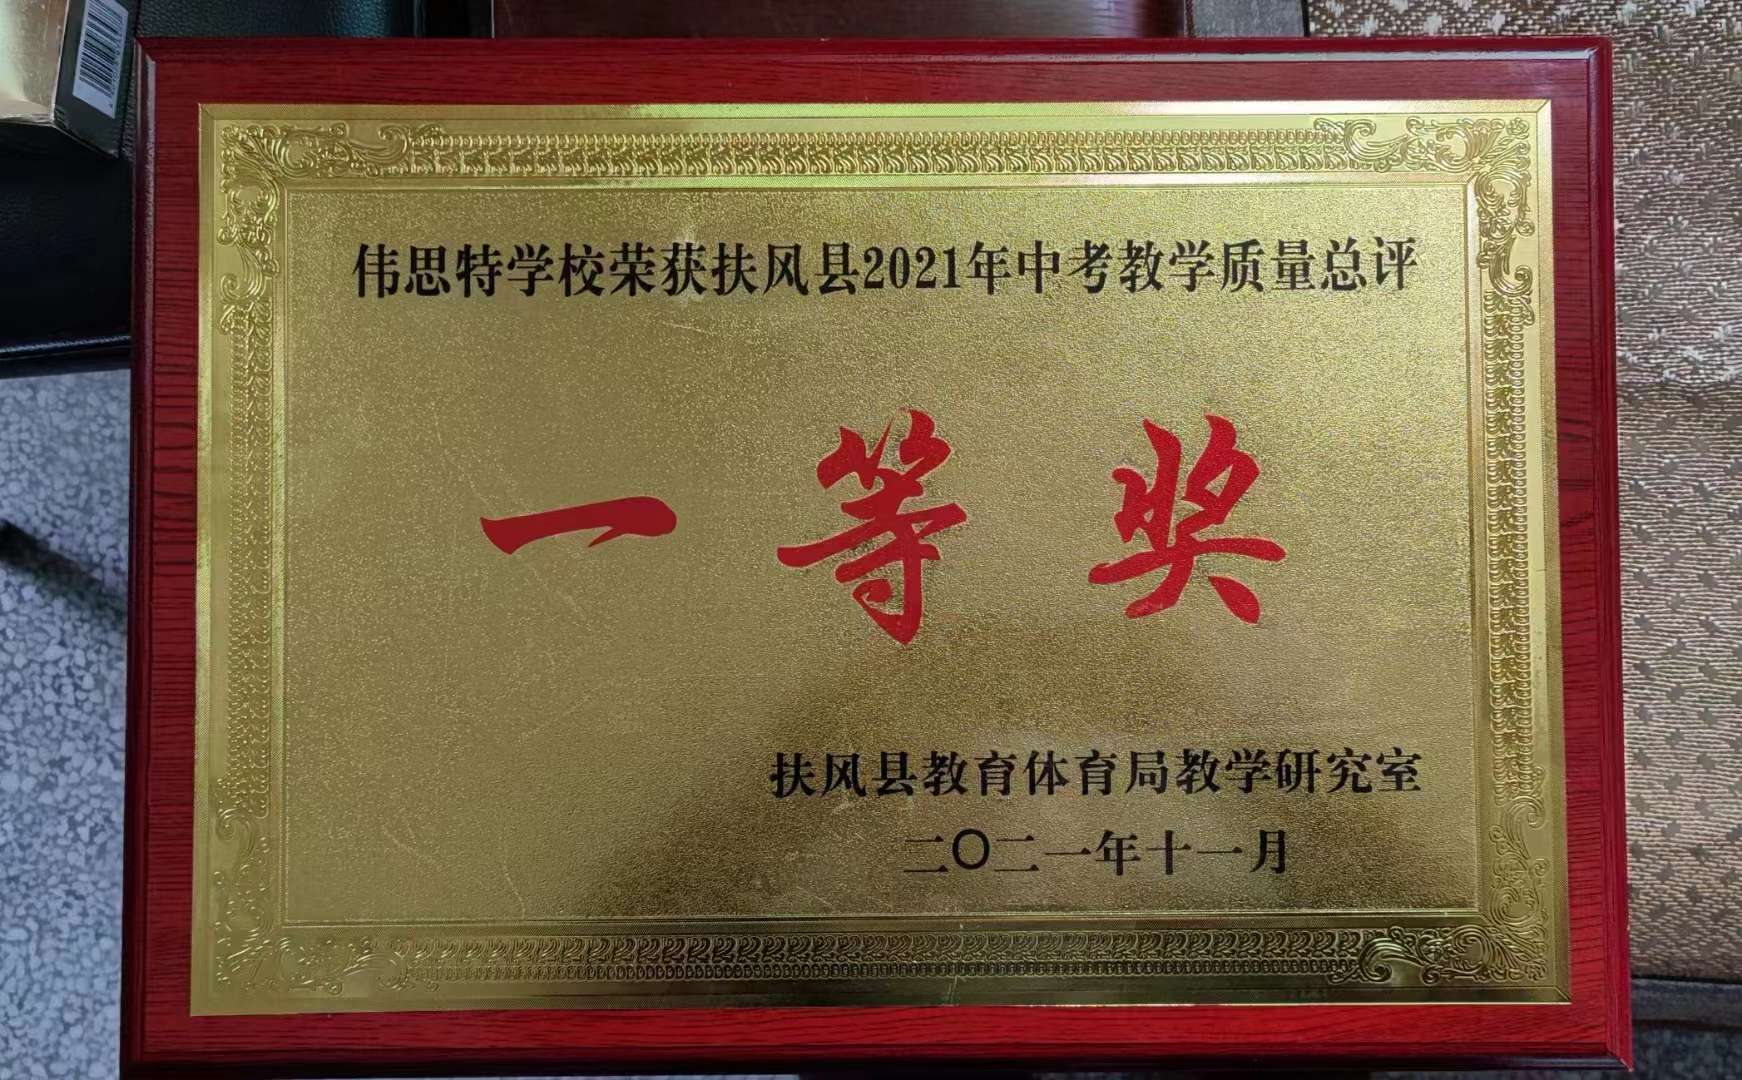 伟思特学校荣获扶风县2021年中考教学质量总评
一等奖
扶风县教育体育局教学研究室
二〇二一年十一月